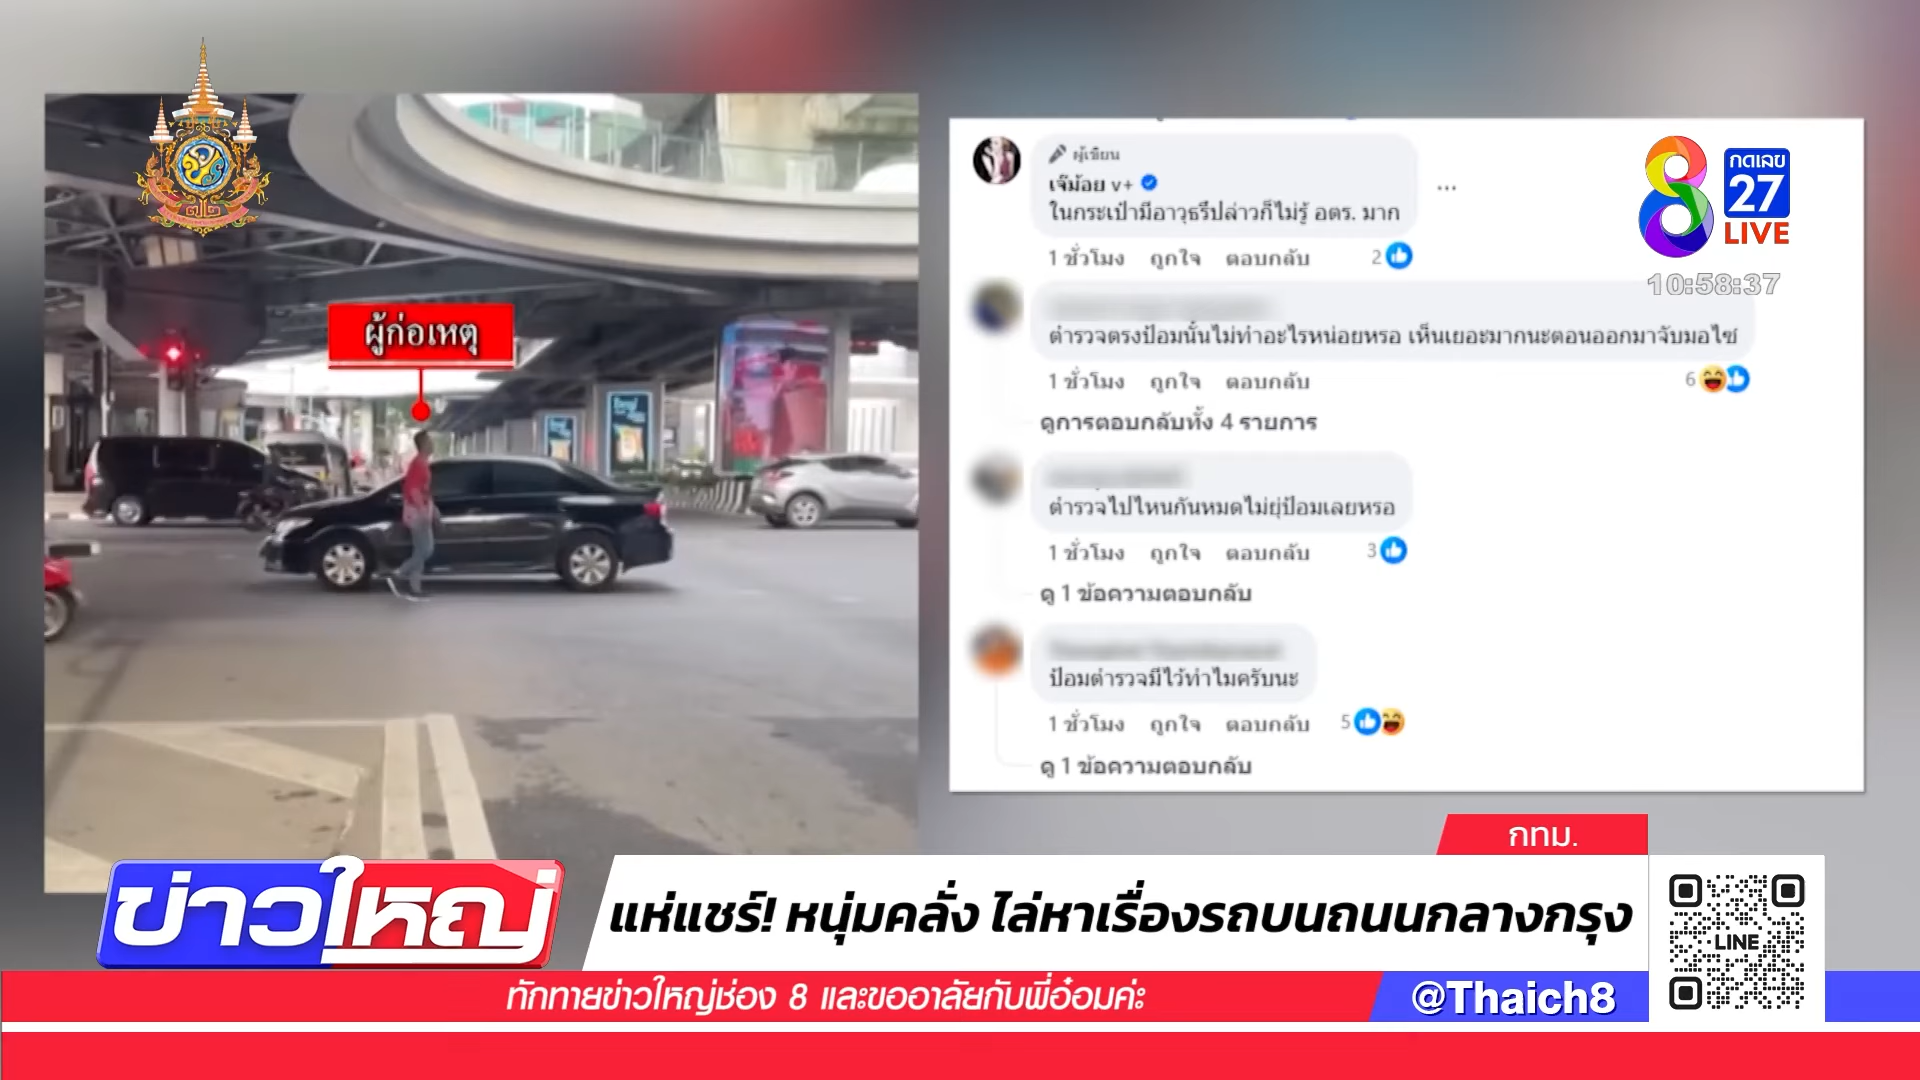 ผู้ก่อเหตุ
ผู้เขียน
เจ๊ม้อย v+
ในกระเป๋ามีอาวุธรึปล่าวก็ไม่รู้ อตร. มาก
1 ชั่วโมง ถูกใจ ตอบกลับ 2
ตำรวจตรงป้อมนั้นไม่ทำอะไรหน่อยหรอ เห็นเยอะมากนะตอนออกมาจับมอไซ
1 ชั่วโมง ถูกใจ ตอบกลับ 6
ดูการตอบกลับทั้ง 4 รายการ
ตำรวจไปไหนกันหมดไม่ยุ่ป้อมเลยหรอ
1 ชั่วโมง ถูกใจ ตอบกลับ 3
ดู 1 ข้อความตอบกลับ
ป้อมตำรวจมีไว้ทำไมครับนะ
1 ชั่วโมง ถูกใจ ตอบกลับ 5
ดู 1 ข้อความตอบกลับ
8 กดเลข
27
LIVE
10:58:37
กทม.
ข่าวใหญ่
แห่แชร์! หนุ่มคลั่ง ไล่หาเรื่องรถบนถนนกลางกรุง
LINE
ทักทายข่าวใหญ่ช่อง 8 และขออาลัยกับพี่อ๋อมค่ะ
@Thaich8